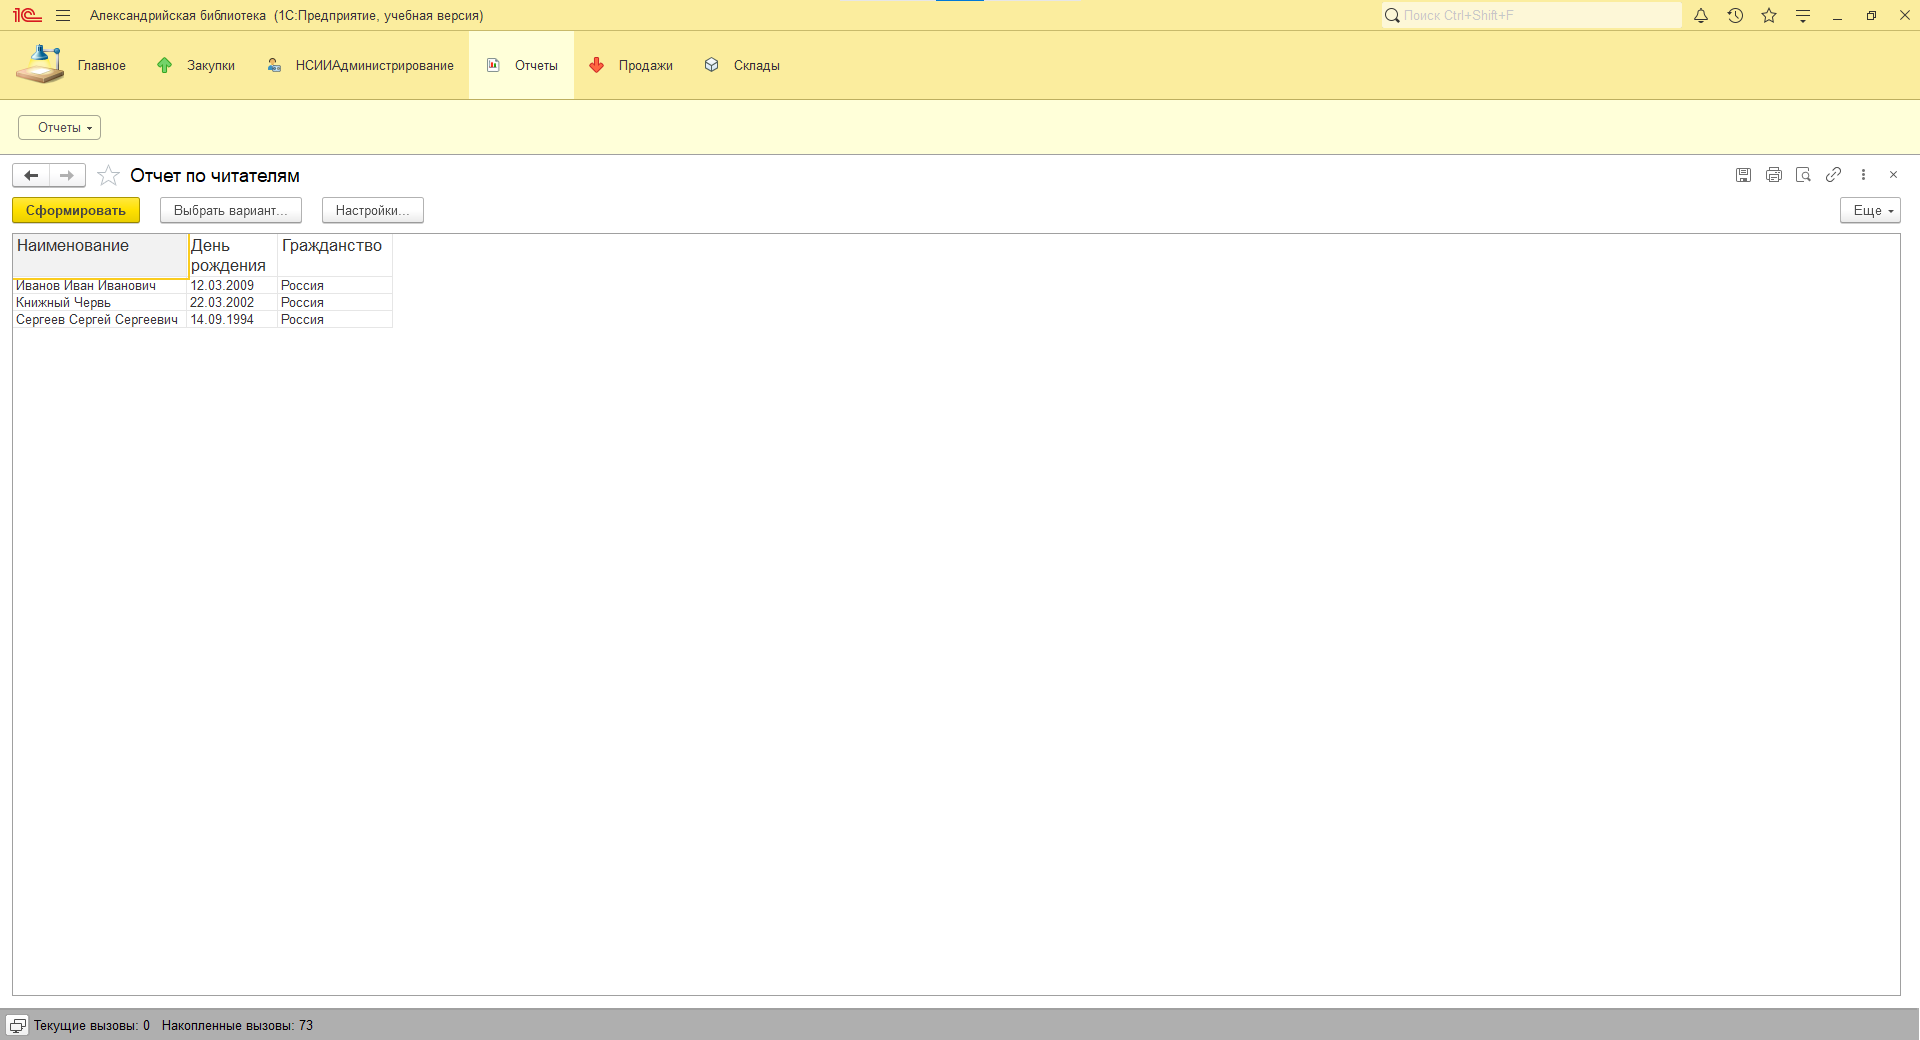 1С Александрийская библиотека (1С:Предприятие, учебная версия) Поиск Ctrl+Shift+F
Главное Закупки НСИИАдминистрирование Отчеты Продажи Склады
Отчеты
Отчет по читателям
Сформировать Выбрать вариант... Настройки... Еще
Наименование День рождения Гражданство
Иванов Иван Иванович 12.03.2009 Россия
Книжный Червь 22.03.2002 Россия
Сергеев Сергей Сергеевич 14.09.1994 Россия
Текущие вызовы: 0 Накопленные вызовы: 73